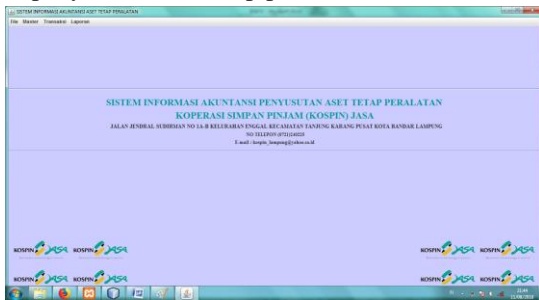 SISTEM INFORMASI AKUNTANSI ASET TETAP PERALATAN
File Master Transaksi Laporan
SISTEM INFORMASI AKUNTANSI PENYUSUTAN ASET TETAP PERALATAN
KOPERASI SIMPAN PINJAM (KOSPIN) JASA
JALAN JENDRAL SUDIRMAN NO 1A-B KELURAHAN ENGGAL KECAMATAN TANJUNG KARANG PUSAT KOTA BANDAR LAMPUNG
NO TELEPON
E-mail : kospin_lampung@yahoo.co.id
KOSPIN JASA KOSPIN JASA KOSPIN JASA KOSPIN JASA
KOSPIN JASA KOSPIN JASA KOSPIN JASA KOSPIN JASA